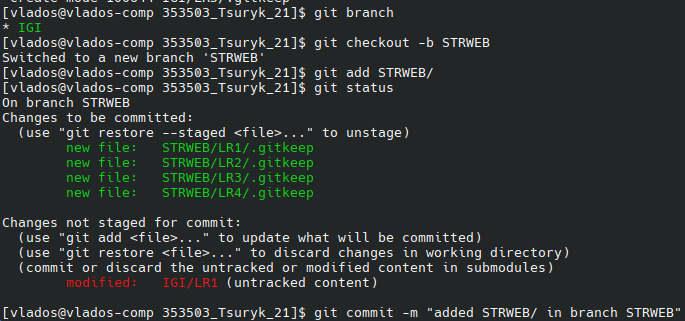 [vlados@vlados-comp 353503_Tsuryk_21]$ git branch
* IGI
[vlados@vlados-comp 353503_Tsuryk_21]$ git checkout -b STRWEB
Switched to a new branch 'STRWEB'
[vlados@vlados-comp 353503_Tsuryk_21]$ git add STRWEB/
[vlados@vlados-comp 353503_Tsuryk_21]$ git status
On branch STRWEB
Changes to be committed:
  (use "git restore --staged <file>..." to unstage)
        new file:   STRWEB/LR1/.gitkeep
        new file:   STRWEB/LR2/.gitkeep
        new file:   STRWEB/LR3/.gitkeep
        new file:   STRWEB/LR4/.gitkeep

Changes not staged for commit:
  (use "git add <file>..." to update what will be committed)
  (use "git restore <file>..." to discard changes in working directory)
  (commit or discard the untracked or modified content in submodules)
        modified:   IGI/LR1 (untracked content)

[vlados@vlados-comp 353503_Tsuryk_21]$ git commit -m "added STRWEB/ in branch STRWEB"